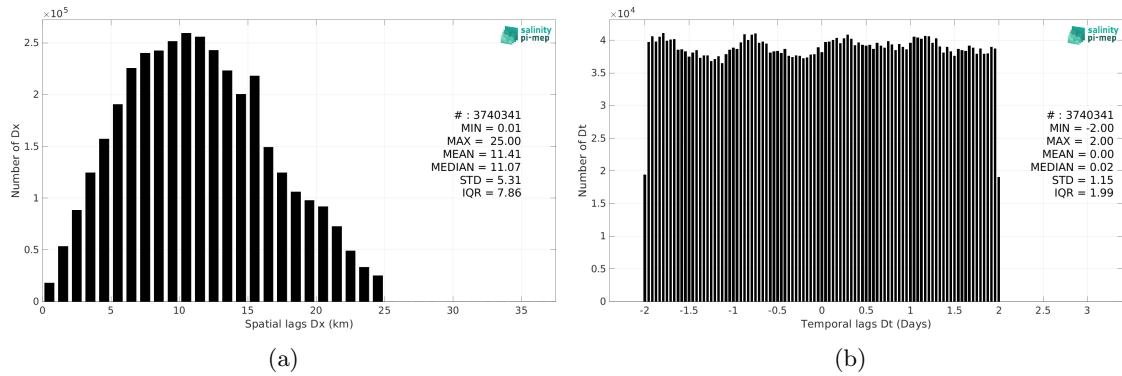 ×10^5
2.5
2
1.5
1
0.5
0
Number of Dx
0 5 10 15 20 25 30 35
Spatial lags Dx (km)
salinity
pi-mep
# : 3740341
MIN = 0.01
MAX = 25.00
MEAN = 11.41
MEDIAN = 11.07
STD = 5.31
IQR = 7.86
(a)
×10^4
4
3.5
3
2.5
2
1.5
1
0.5
0
Number of Dt
-2 -1.5 -1 -0.5 0 0.5 1 1.5 2 2.5 3
Temporal lags Dt (Days)
salinity
pi-mep
# : 3740341
MIN = -2.00
MAX = 2.00
MEAN = 0.00
MEDIAN = 0.02
STD = 1.15
IQR = 1.99
(b)